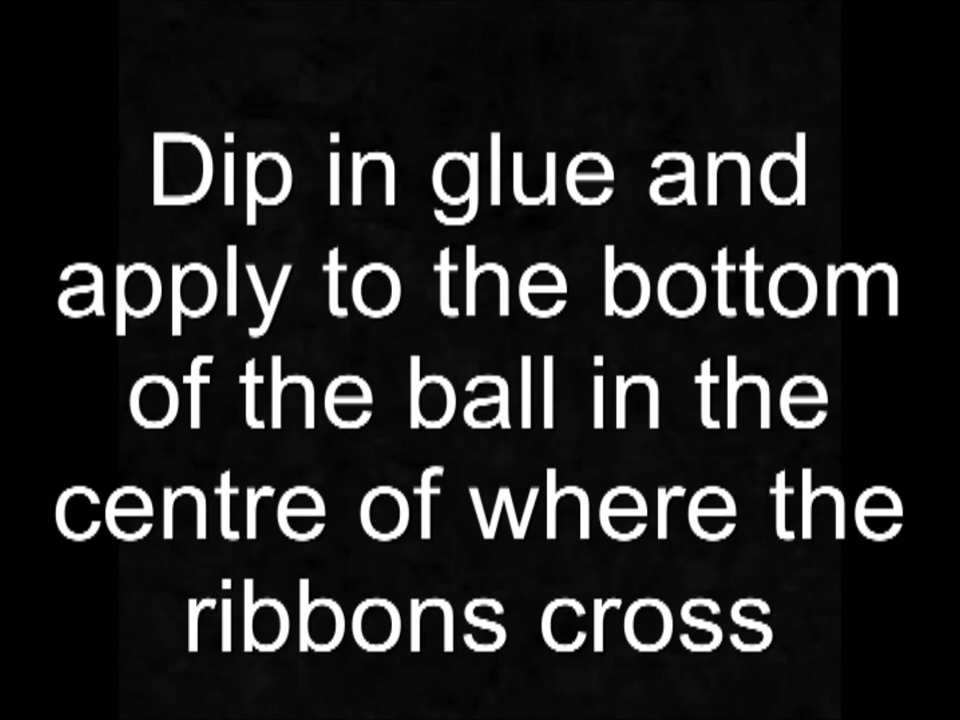 Dip in glue and
apply to the bottom
of the ball in the
centre of where the
ribbons cross